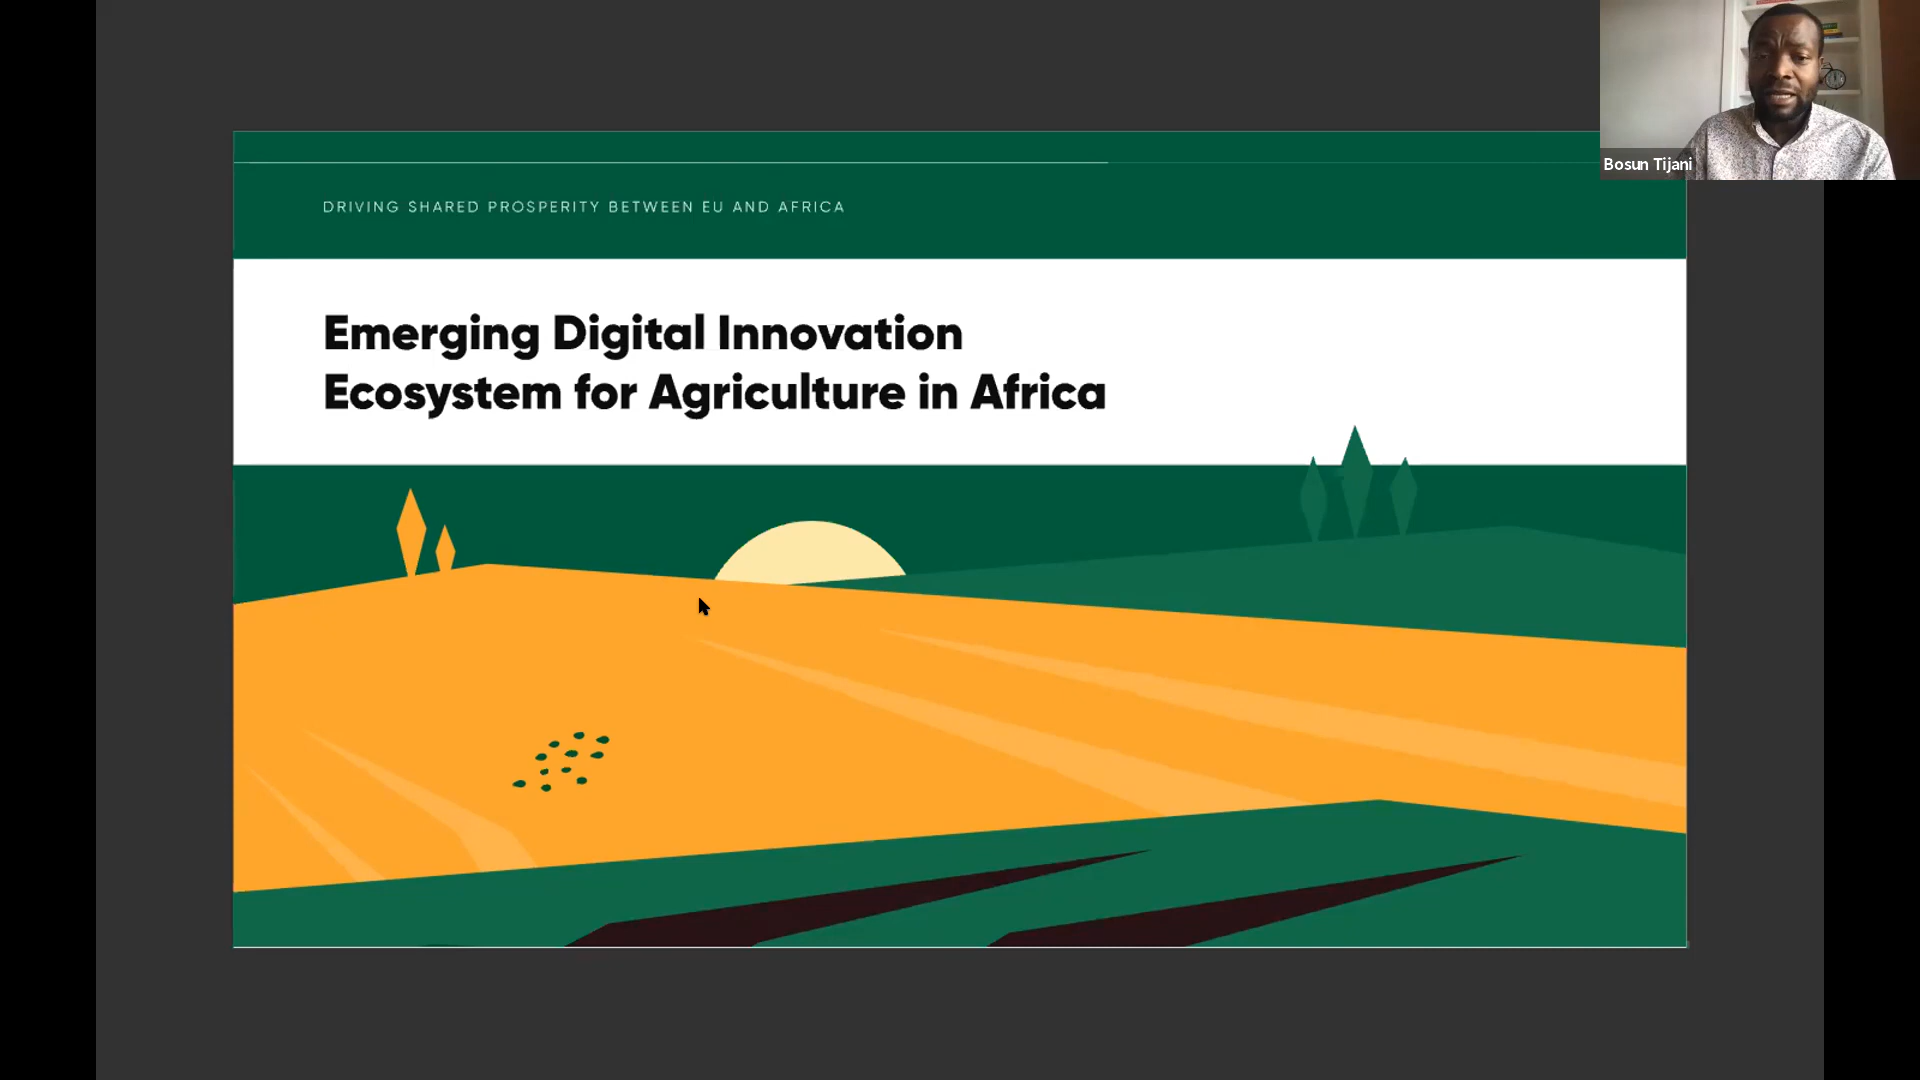 DRIVING SHARED PROSPERITY BETWEEN EU AND AFRICA
Emerging Digital Innovation
Ecosystem for Agriculture in Africa
Bosun Tijani